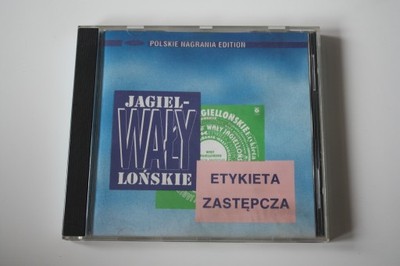 POLSKIE NAGRANIA EDITION
JAGIEL-
WAŁY
LOŃSKIE
WAŁY JAGIELLOŃSKIE
ETYKIETA
ZASTĘPCZA